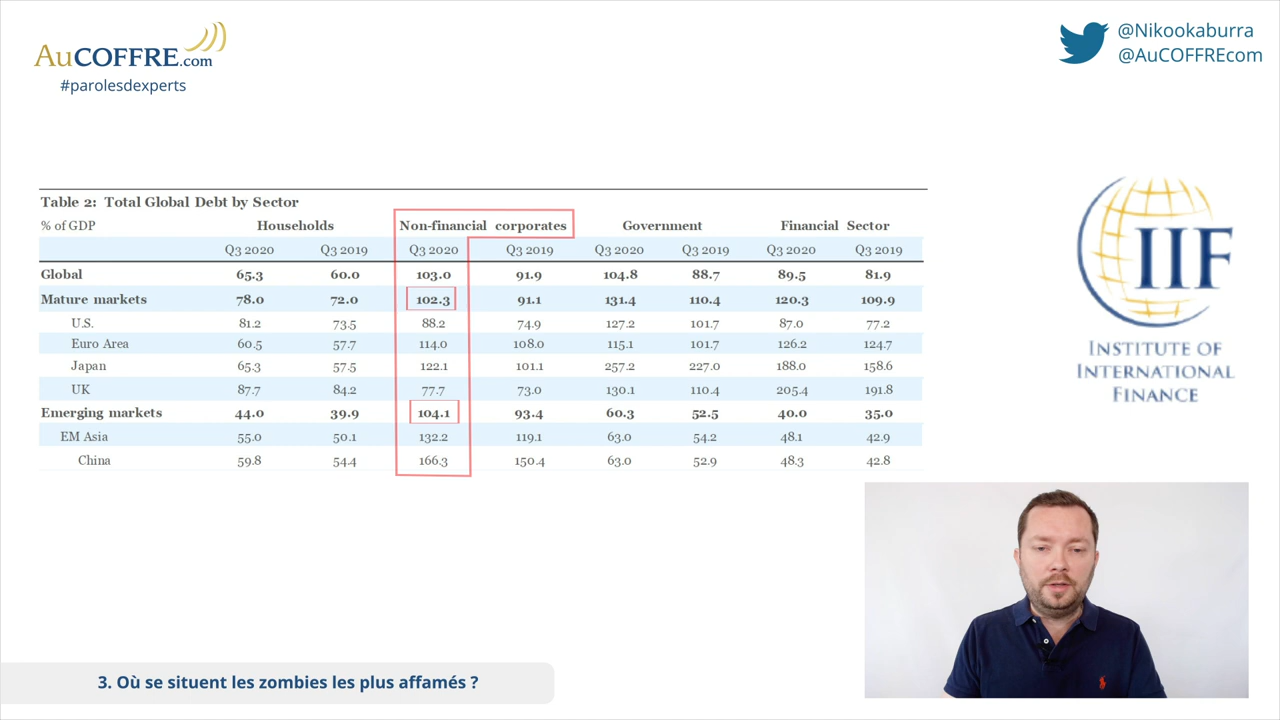 AuCOFFRE.com
#parolesdexperts
@Nikookaburra
@AuCOFFREcom
Table 2: Total Global Debt by Sector
% of GDP Households Non-financial corporates Government Financial Sector
Q3 2020 Q3 2019 Q3 2020 Q3 2019 Q3 2020 Q3 2019 Q3 2020 Q3 2019
Global 65.3 60.0 103.0 91.9 104.8 88.7 89.5 81.9
Mature markets 78.0 72.0 102.3 91.1 131.4 110.4 120.3 109.9
U.S. 81.2 73.5 88.2 74.9 127.2 101.7 87.0 77.2
Euro Area 60.5 57.7 114.0 108.0 115.1 101.7 126.2 124.7
Japan 65.3 57.5 122.1 101.1 257.2 227.0 188.0 158.6
UK 87.7 84.2 77.7 73.0 130.1 110.4 205.4 191.8
Emerging markets 44.0 39.9 104.1 93.4 60.3 52.5 40.0 35.0
EM Asia 55.0 50.1 132.2 119.1 63.0 54.2 48.1 42.9
China 59.8 54.4 166.3 150.4 63.0 52.9 48.3 42.8
IIF
INSTITUTE OF
INTERNATIONAL
FINANCE
3. Où se situent les zombies les plus affamés ?